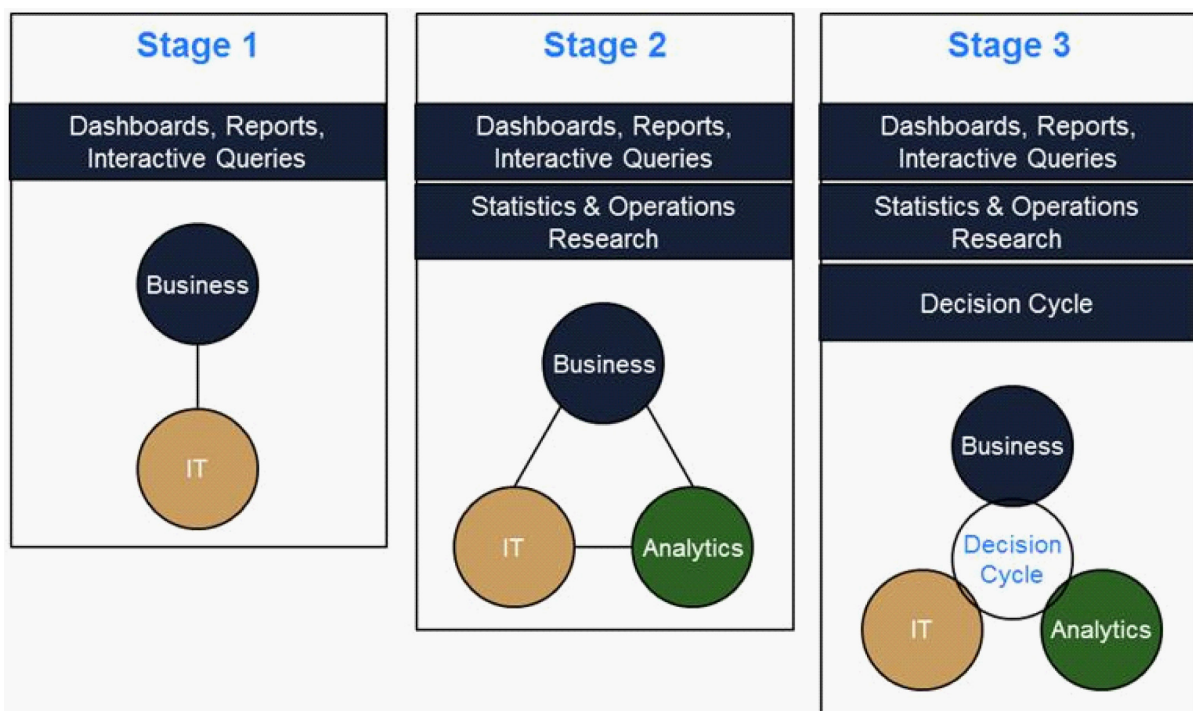 Stage 1
Dashboards, Reports,
Interactive Queries
Business
IT
Stage 2
Dashboards, Reports,
Interactive Queries
Statistics & Operations
Research
Business
IT
Analytics
Stage 3
Dashboards, Reports,
Interactive Queries
Statistics & Operations
Research
Decision Cycle
Business
Decision
Cycle
IT
Analytics